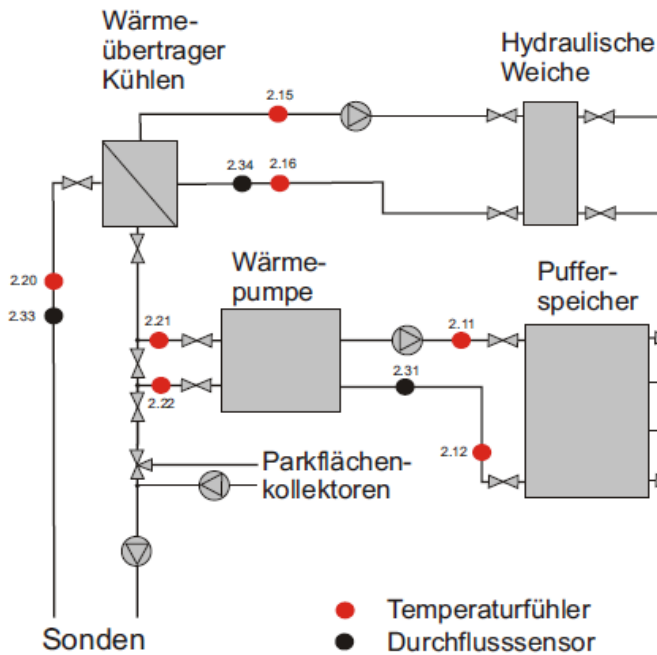 Wärme-
übertrager
Kühlen
Hydraulische
Weiche
2.15
2.34
2.16
2.20
2.33
Wärme-
pumpe
Puffer-
speicher
2.21
2.11
2.22
2.31
2.12
Parkflächen-
kollektoren
Sonden
Temperaturfühler
Durchflusssensor